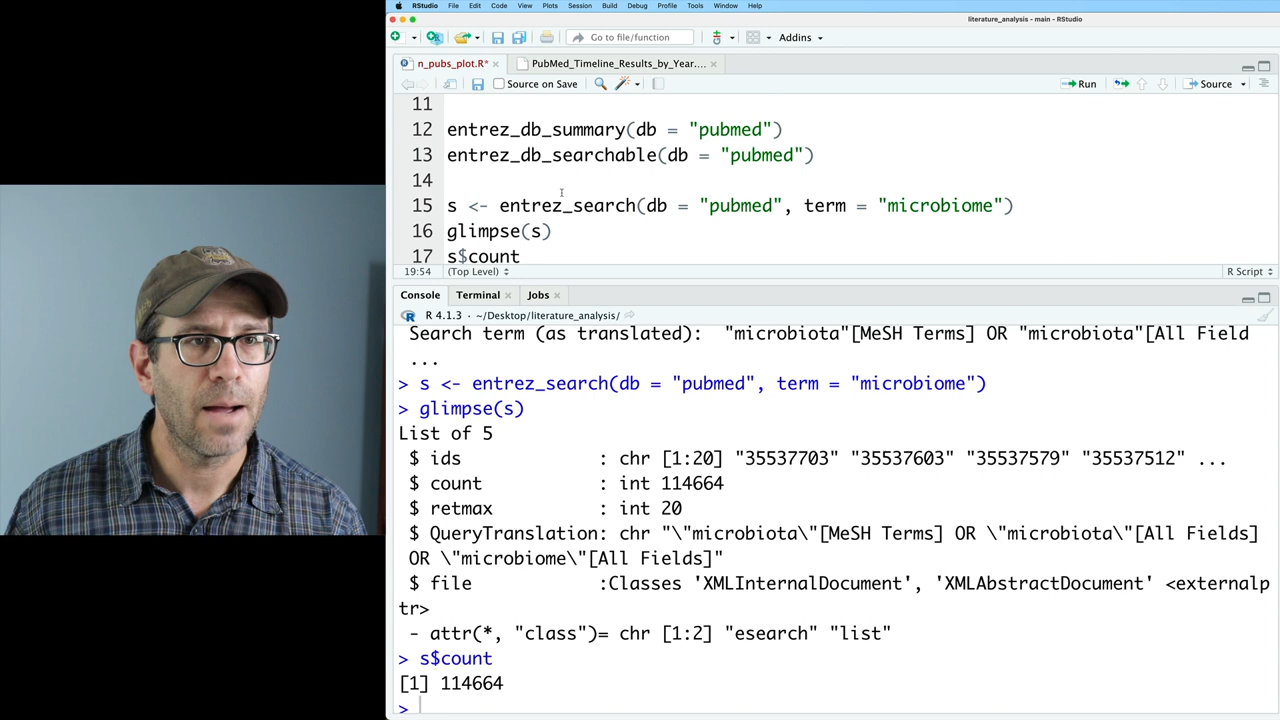 RStudio File Edit Code View Plots Session Build Debug Profile Tools Window Help
literature_analysis - main - RStudio
Go to file/function Addins
n_pubs_plot.R* PubMed_Timeline_Results_by_Year....
Source on Save Run Source
11
12 entrez_db_summary(db = "pubmed")
13 entrez_db_searchable(db = "pubmed")
14
15 s <- entrez_search(db = "pubmed", term = "microbiome")
16 glimpse(s)
17 s$count
19:54 (Top Level) R Script
Console Terminal Jobs
R 4.1.3 · ~/Desktop/literature_analysis/
Search term (as translated):  "microbiota"[MeSH Terms] OR "microbiota"[All Field
...
> s <- entrez_search(db = "pubmed", term = "microbiome")
> glimpse(s)
List of 5
$ ids : chr [1:20] "35537703" "35537603" "35537579" "35537512" ...
$ count : int 114664
$ retmax : int 20
$ QueryTranslation: chr "\"microbiota\"[MeSH Terms] OR \"microbiota\"[All Fields]
OR \"microbiome\"[All Fields]"
$ file :Classes 'XMLInternalDocument', 'XMLAbstractDocument' <externalp
tr>
- attr(*, "class")= chr [1:2] "esearch" "list"
> s$count
[1] 114664
>